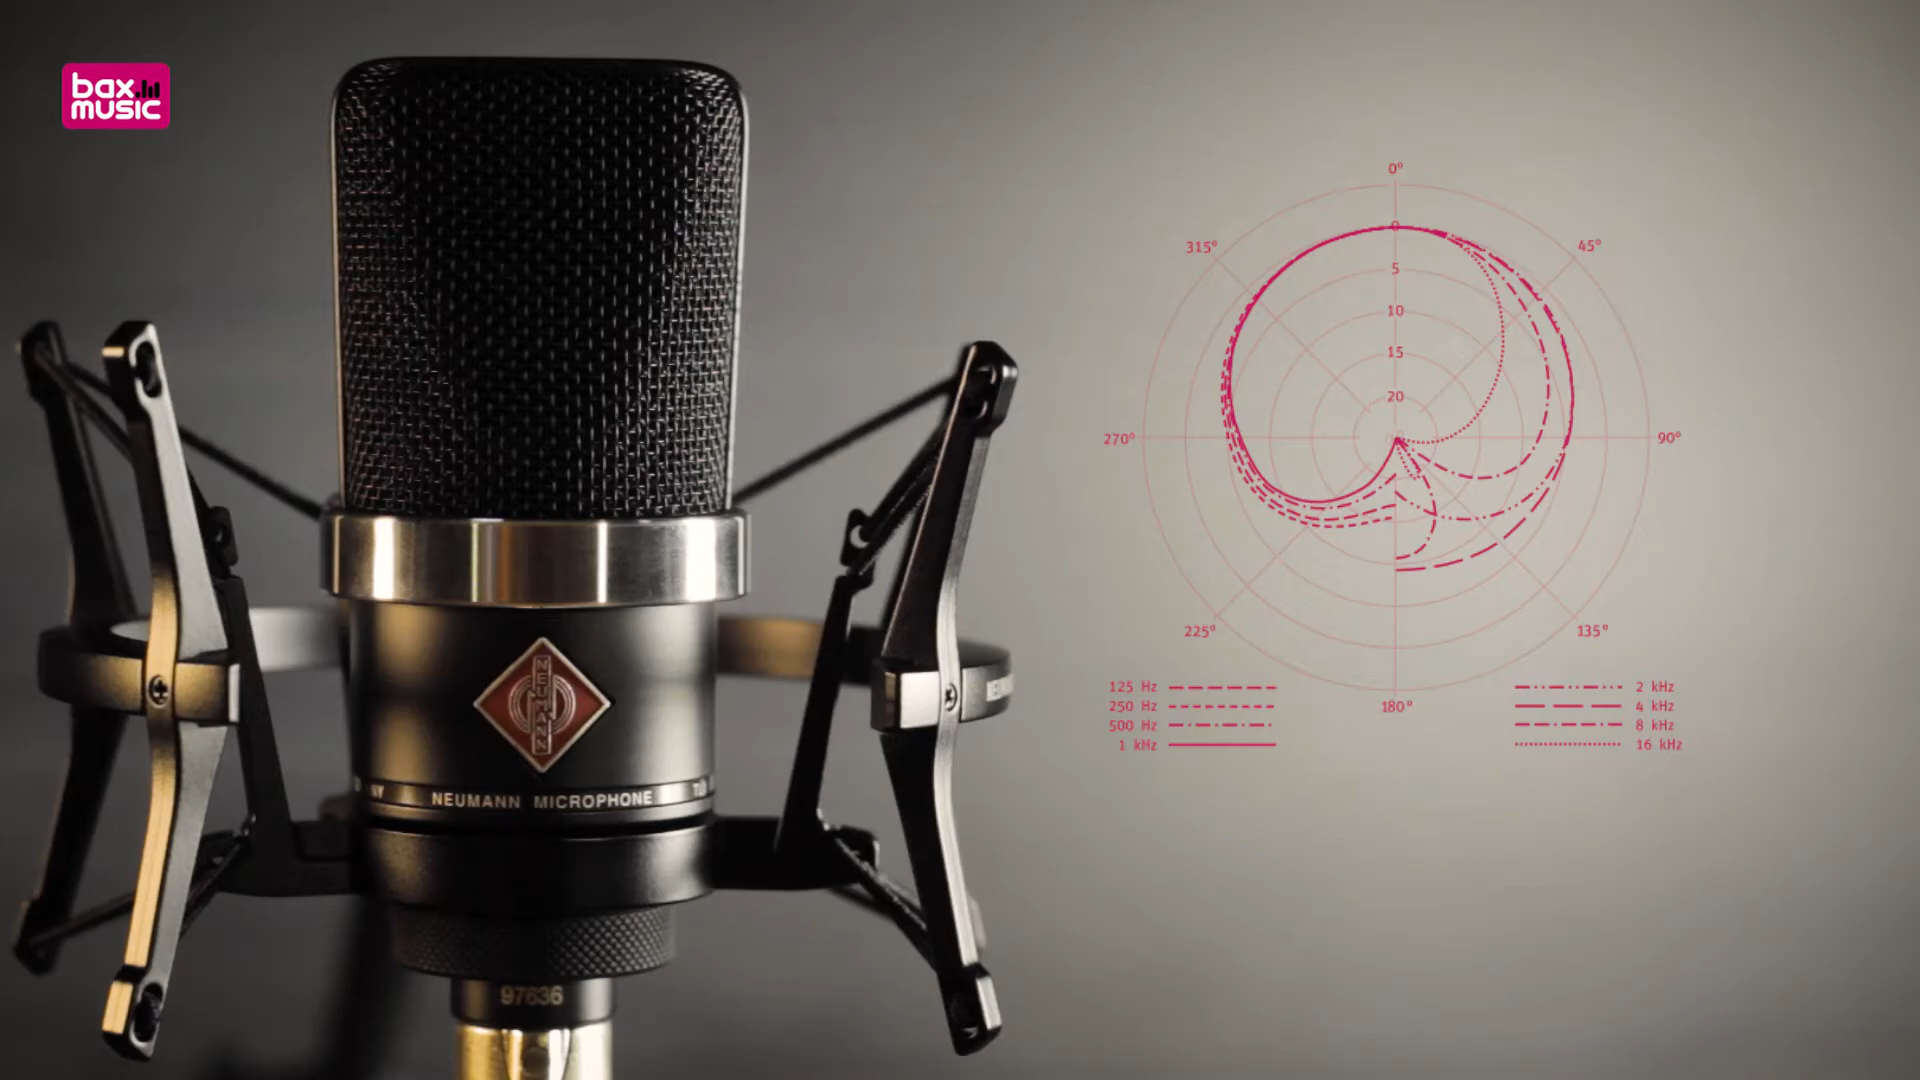 bax
music
0°
315°
45°
0
5
10
15
20
270°
90°
225°
135°
180°
125 Hz
250 Hz
500 Hz
1 kHz
2 kHz
4 kHz
8 kHz
16 kHz
NEUMANN
NY NEUMANN MICROPHONE
97636